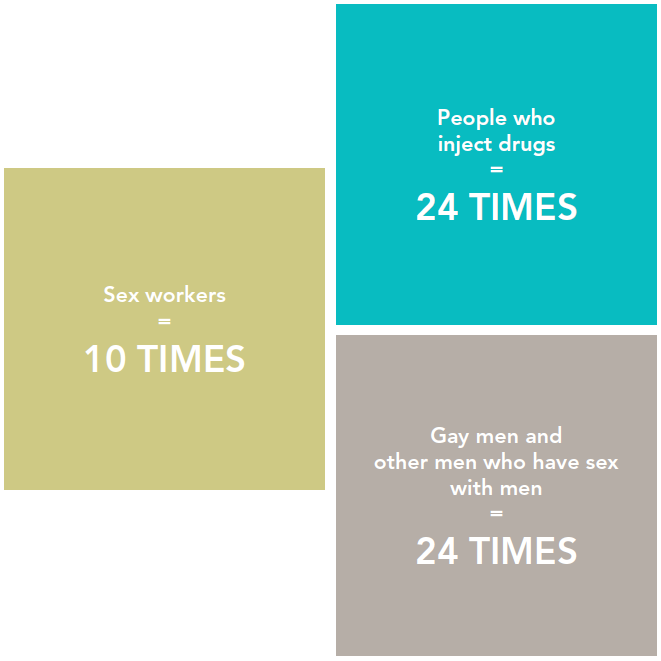 People who
inject drugs
=
24 TIMES
Sex workers
=
10 TIMES
Gay men and
other men who have sex
with men
=
24 TIMES